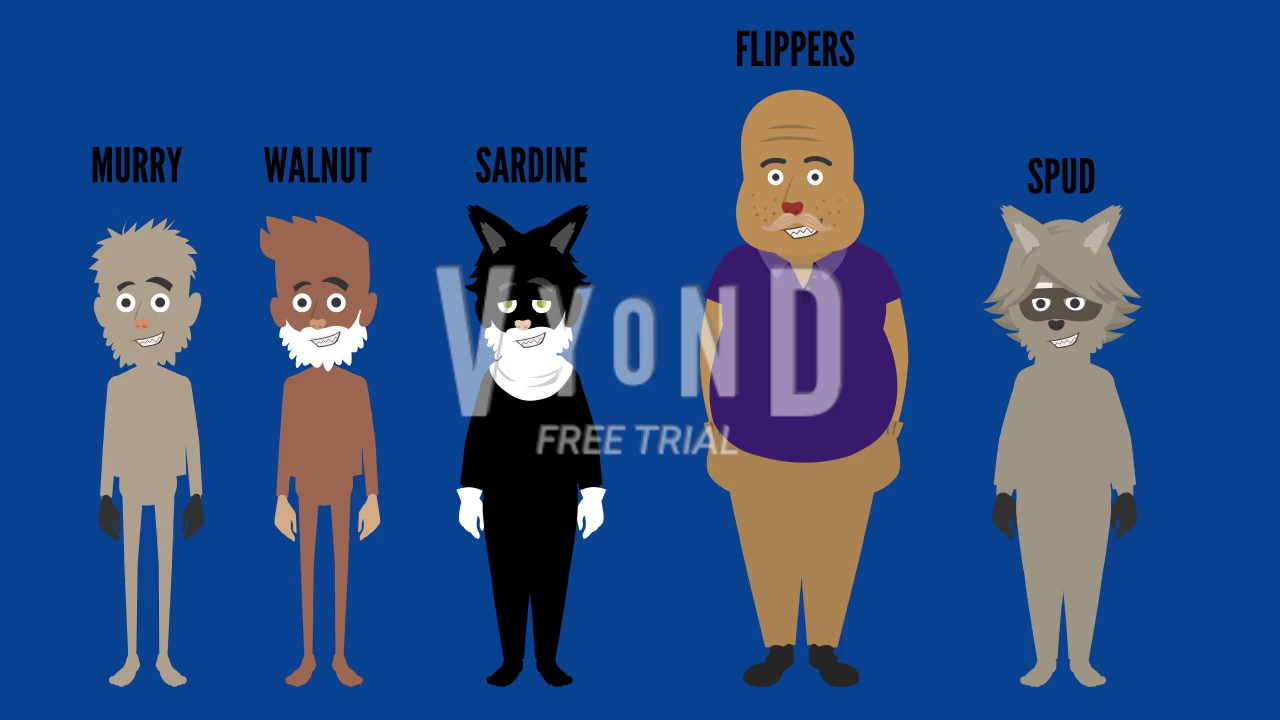 FLIPPERS
MURRY
WALNUT
SARDINE
SPUD
VYoND
FREE TRIAL